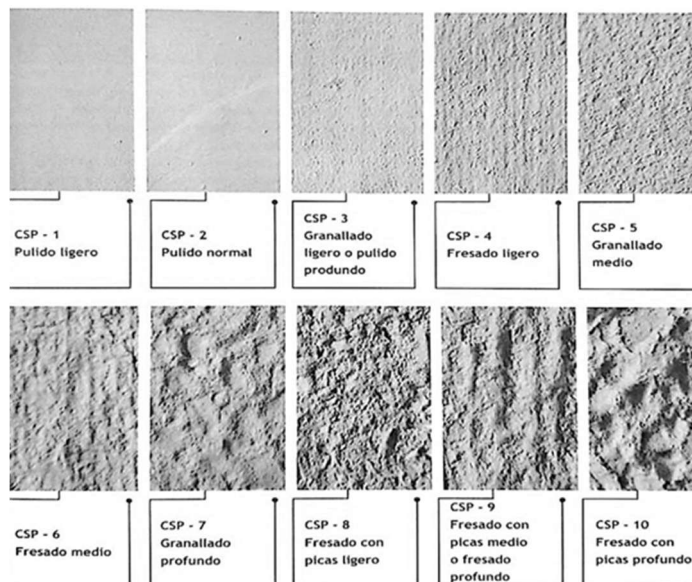 CSP - 1
Pulido ligero
CSP - 2
Pulido normal
CSP - 3
Granallado
ligero o pulido
produndo
CSP - 4
Fresado ligero
CSP - 5
Granallado
medio
CSP - 6
Fresado medio
CSP - 7
Granallado
profundo
CSP - 8
Fresado con
picas ligero
CSP - 9
Fresado con
picas medio
o fresado
profundo
CSP - 10
Fresado con
picas profundo